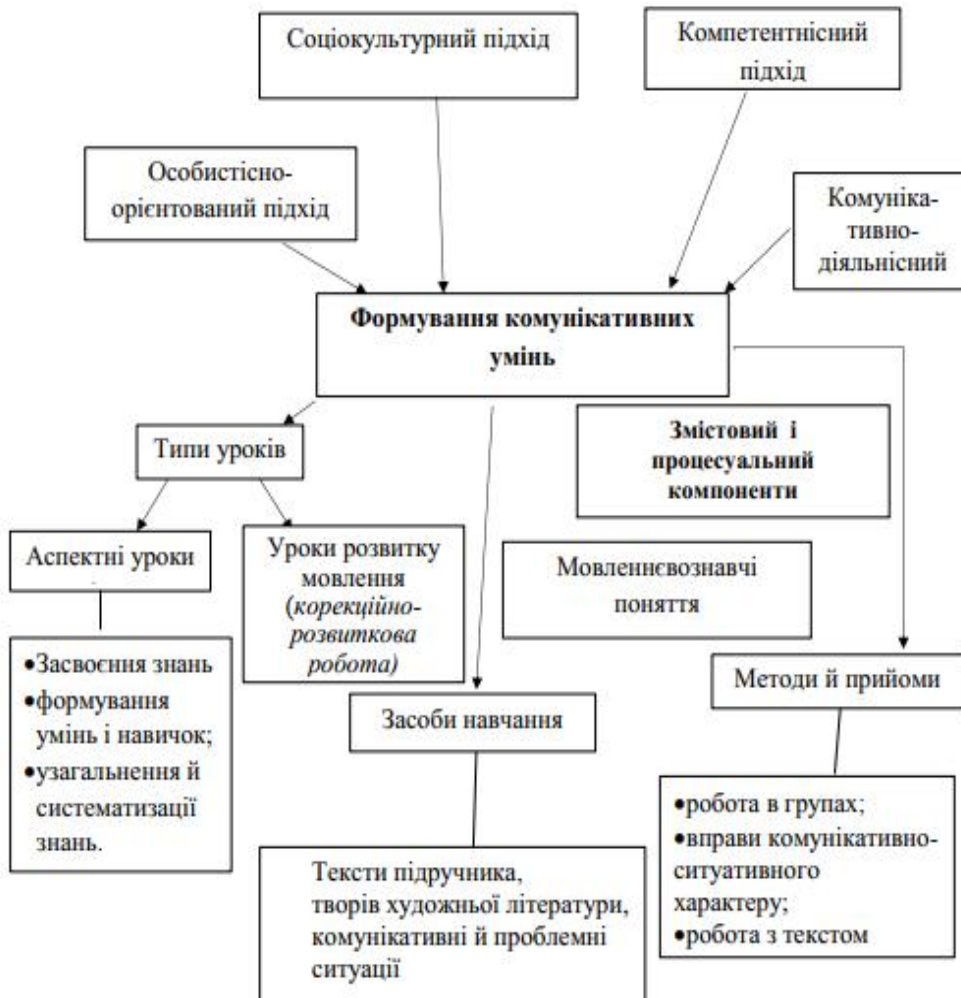 Соціокультурний підхід
Компетентнісний
підхід
Особистісно-
орієнтований підхід
Комуніка-
тивно-
діяльнісний
Формування комунікативних
умінь
Змістовий і
процесуальний
компоненти
Типи уроків
Аспектні уроки
.
Уроки розвитку
мовлення
(корекційно-
розвиткова
робота)
Мовленнєвознавчі
поняття
•Засвоєння знань
•формування
умінь і навичок;
•узагальнення й
систематизації
знань.
Засоби навчання
Методи й прийоми
Тексти підручника,
творів художньої літератури,
комунікативні й проблемні
ситуації
•робота в групах;
•вправи комунікативно-
ситуативного
характеру;
•робота з текстом